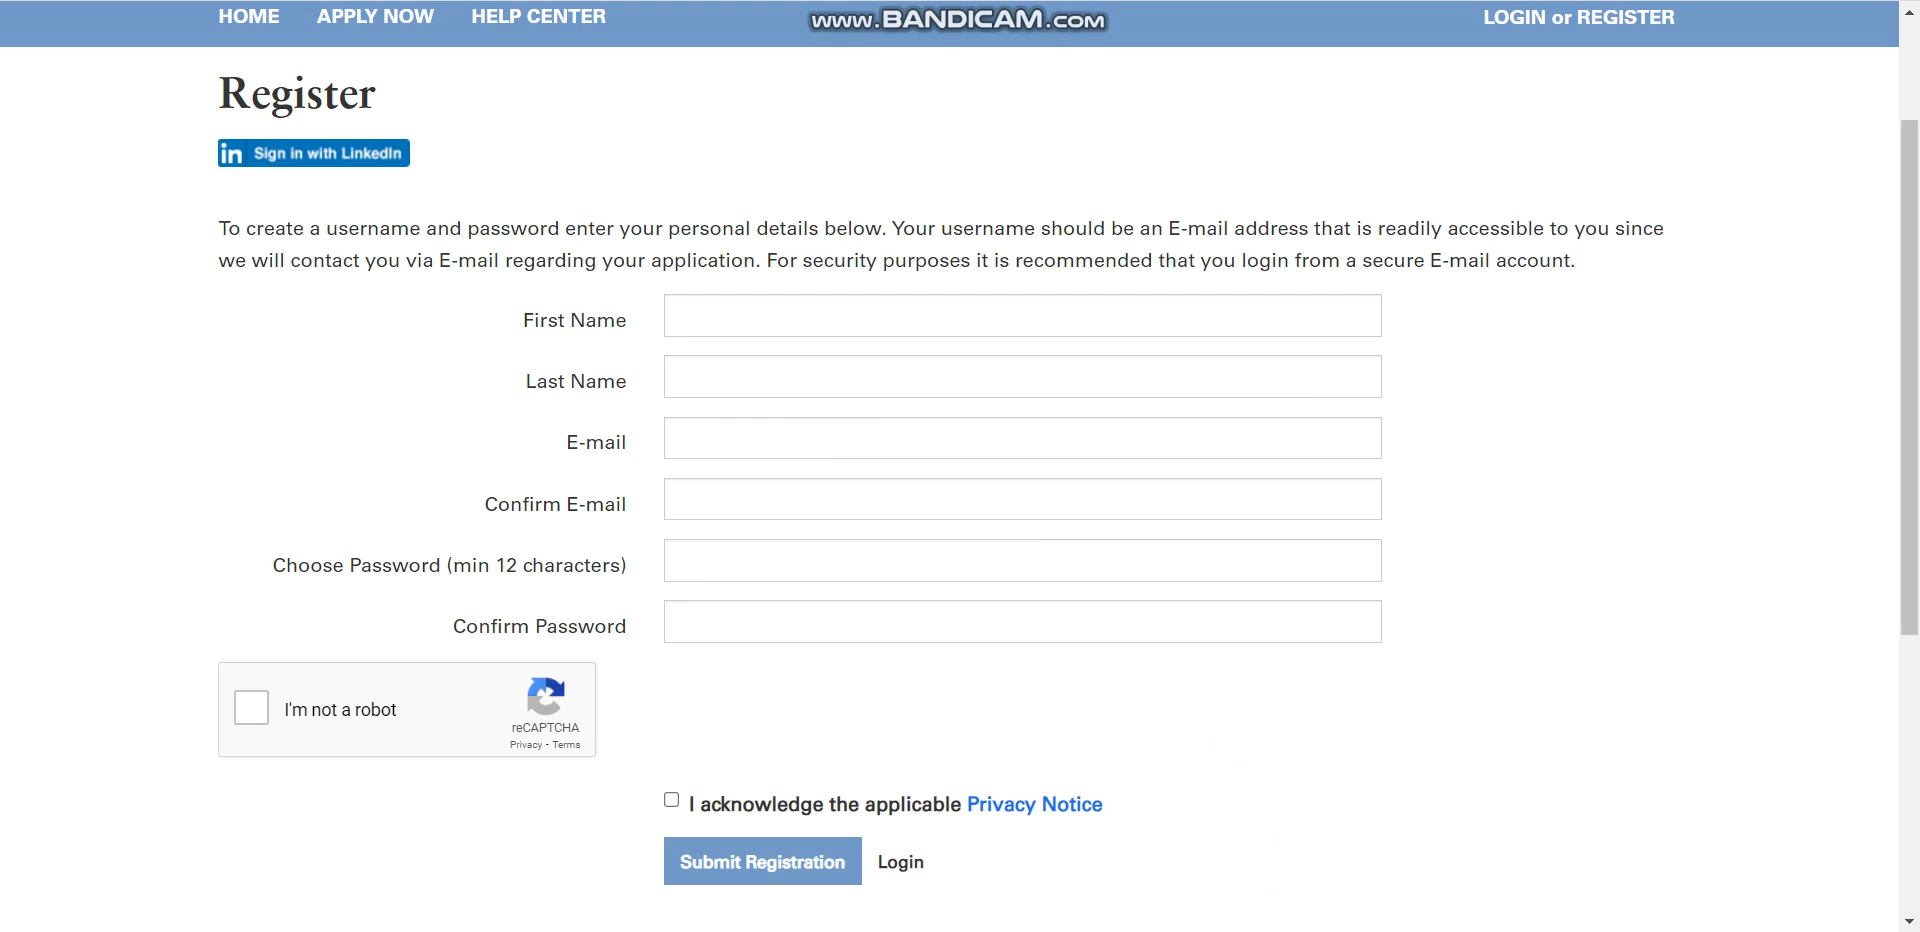 HOME APPLY NOW HELP CENTER www.BANDICAM.COM LOGIN or REGISTER
Register
in Sign in with LinkedIn
To create a username and password enter your personal details below. Your username should be an E-mail address that is readily accessible to you since
we will contact you via E-mail regarding your application. For security purposes it is recommended that you login from a secure E-mail account.
First Name
Last Name
E-mail
Confirm E-mail
Choose Password (min 12 characters)
Confirm Password
I'm not a robot
reCAPTCHA
Privacy - Terms
I acknowledge the applicable Privacy Notice
Submit Registration Login